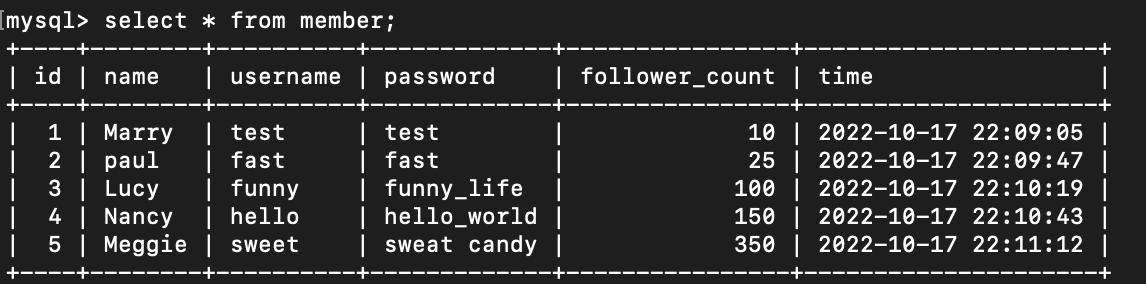 mysql> select * from member;
+----+--------+----------+-------------+----------------+---------------------+
| id | name   | username | password    | follower_count | time                |
+----+--------+----------+-------------+----------------+---------------------+
|  1 | Marry  | test     | test        |             10 | 2022-10-17 22:09:05 |
|  2 | paul   | fast     | fast        |             25 | 2022-10-17 22:09:47 |
|  3 | Lucy   | funny    | funny_life  |            100 | 2022-10-17 22:10:19 |
|  4 | Nancy  | hello    | hello_world |            150 | 2022-10-17 22:10:43 |
|  5 | Meggie | sweet    | sweat candy |            350 | 2022-10-17 22:11:12 |
+----+--------+----------+-------------+----------------+---------------------+